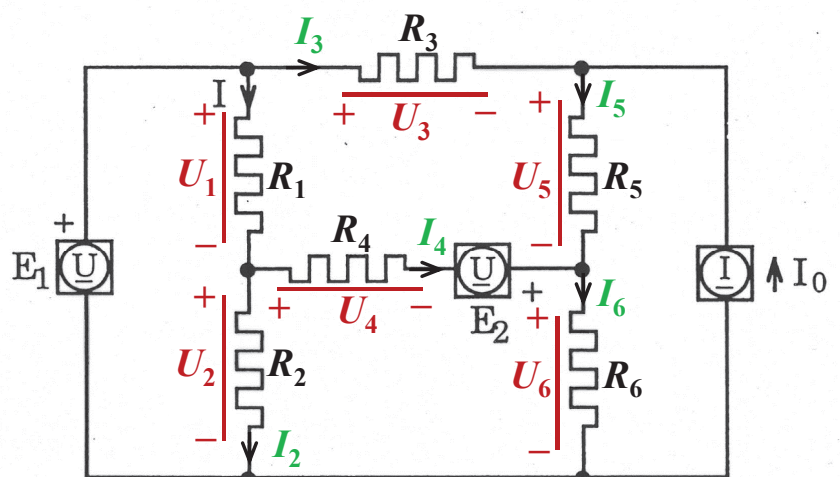 I₃ R₃
I + U₃ − + I₅
+ U₁ − R₁ + U₅ − R₅
+ E₁ U R₄ I₄ U + I I₀
+ U₄ − E₂ I₆
+ U₂ − R₂ + U₆ − R₆
I₂